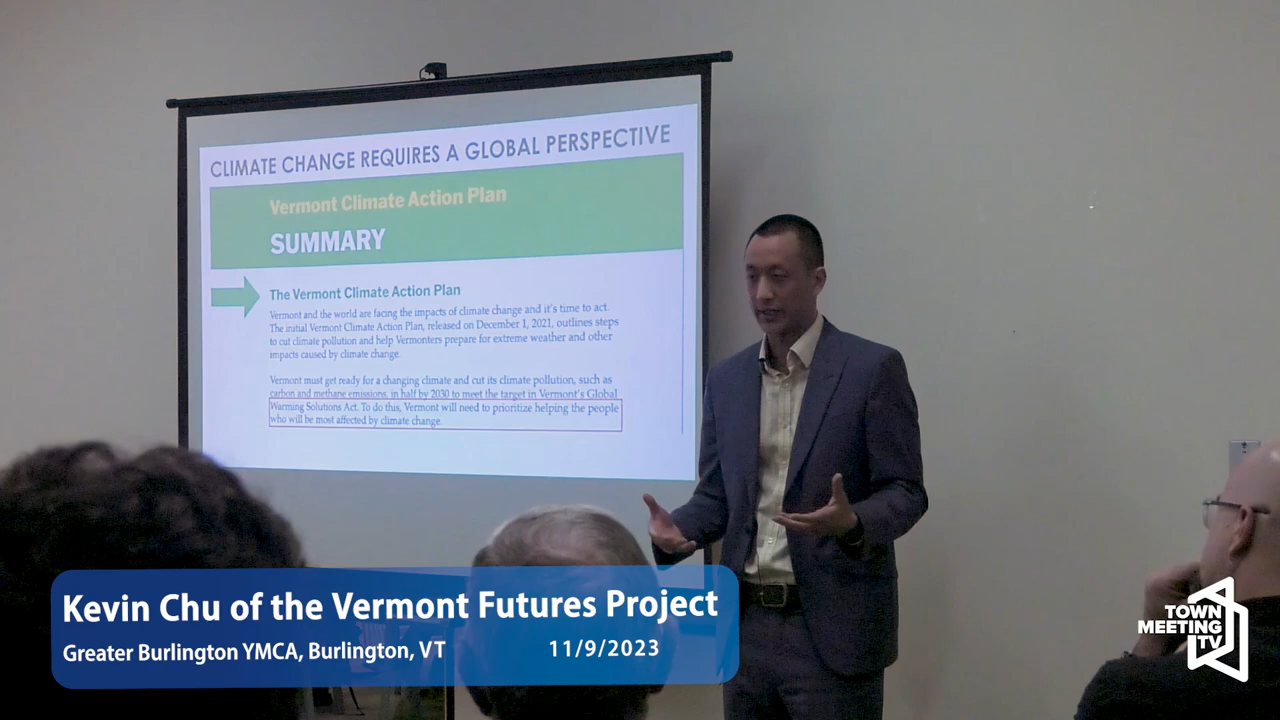 CLIMATE CHANGE REQUIRES A GLOBAL PERSPECTIVE
Vermont Climate Action Plan
SUMMARY
The Vermont Climate Action Plan
Vermont and the world are facing the impacts of climate change and it's time to act.
The initial Vermont Climate Action Plan, released on December 1, 2021, outlines steps
to cut climate pollution and help Vermonters prepare for extreme weather and other
impacts caused by climate change.
Vermont must get ready for a changing climate and cut its climate pollution, such as
carbon and methane emissions, in half by 2030 to meet the target in Vermont's Global
Warming Solutions Act. To do this, Vermont will need to prioritize helping the people
who will be most affected by climate change.
Kevin Chu of the Vermont Futures Project
Greater Burlington YMCA, Burlington, VT 11/9/2023
TOWN
MEETING
TV